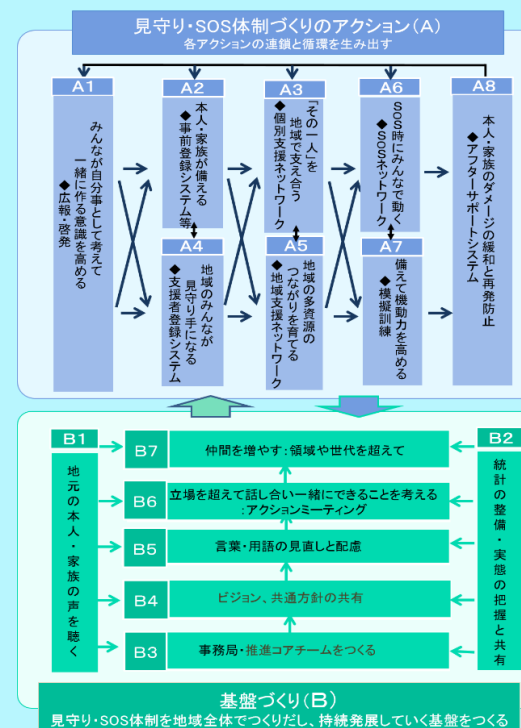 見守り・SOS体制づくりのアクション(A)
各アクションの連鎖と循環を生み出す
A1
みんなが自分事として考えて
一緒に作る意識を高める
◆広報・啓発
A2
本人・家族が備える
◆事前登録システム等
A3
「その一人」を
地域で支え合う
◆個別支援ネットワーク
A6
SOS時にみんなで動く
◆SOSネットワーク
A8
本人・家族のダメージの緩和と再発防止
◆アフターサポートシステム
A4
地域のみんなが
見守り手になる
◆支援者登録システム
A5
地域の多資源の
つながりを育てる
◆地域支援ネットワーク
A7
備えて機動力を高める
◆模擬訓練
B1
地元の本人・家族の声を聴く
B2
統計の整備・実態の把握と共有
B7
仲間を増やす:領域や世代を超えて
B6
立場を超えて話し合い一緒にできることを考える
:アクションミーティング
B5
言葉・用語の見直しと配慮
B4
ビジョン、共通方針の共有
B3
事務局・推進コアチームをつくる
基盤づくり(B)
見守り・SOS体制を地域全体でつくりだし、持続発展していく基盤をつくる